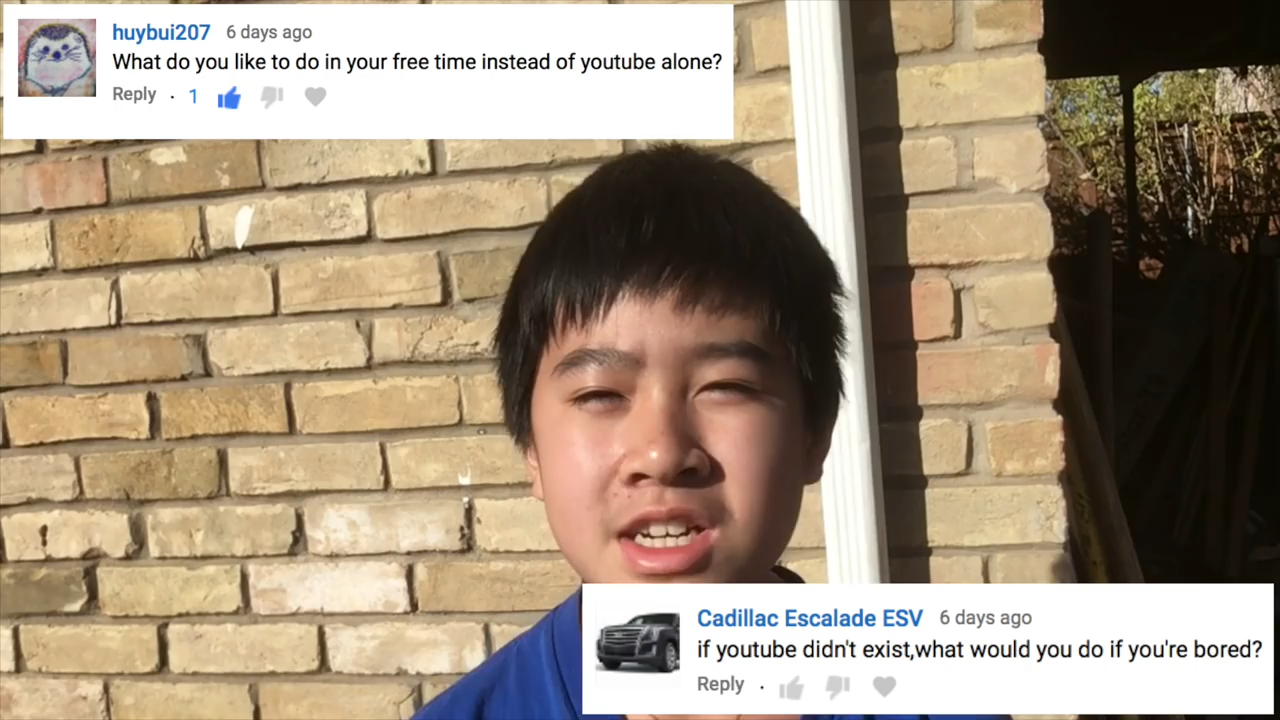 huybui207 6 days ago
What do you like to do in your free time instead of youtube alone?
Reply · 1
Cadillac Escalade ESV 6 days ago
if youtube didn't exist,what would you do if you're bored?
Reply ·